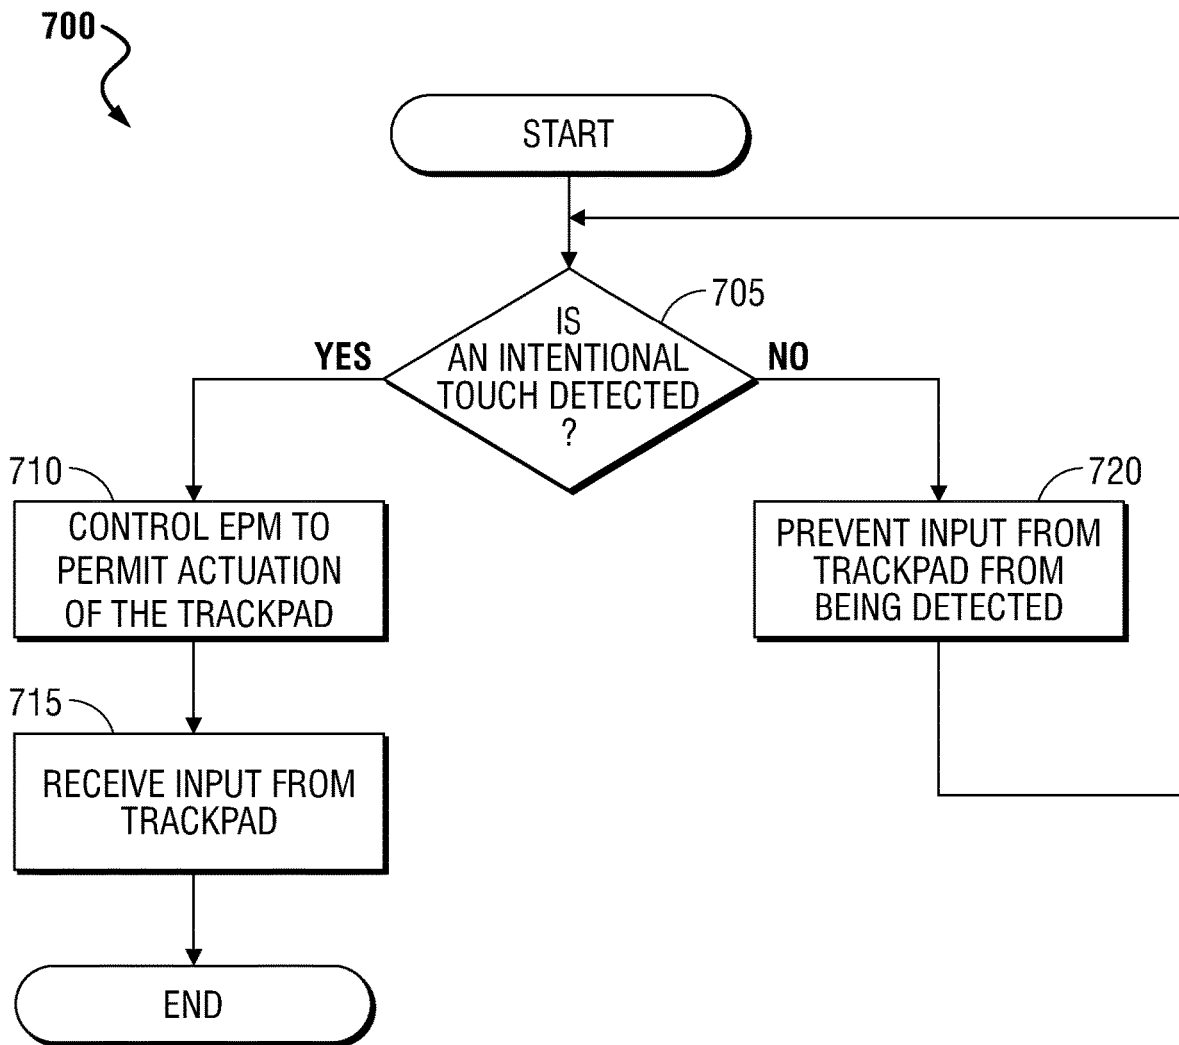 700
START
705
IS
AN INTENTIONAL
TOUCH DETECTED
?
YES
NO
710
CONTROL EPM TO
PERMIT ACTUATION
OF THE TRACKPAD
720
PREVENT INPUT FROM
TRACKPAD FROM
BEING DETECTED
715
RECEIVE INPUT FROM
TRACKPAD
END